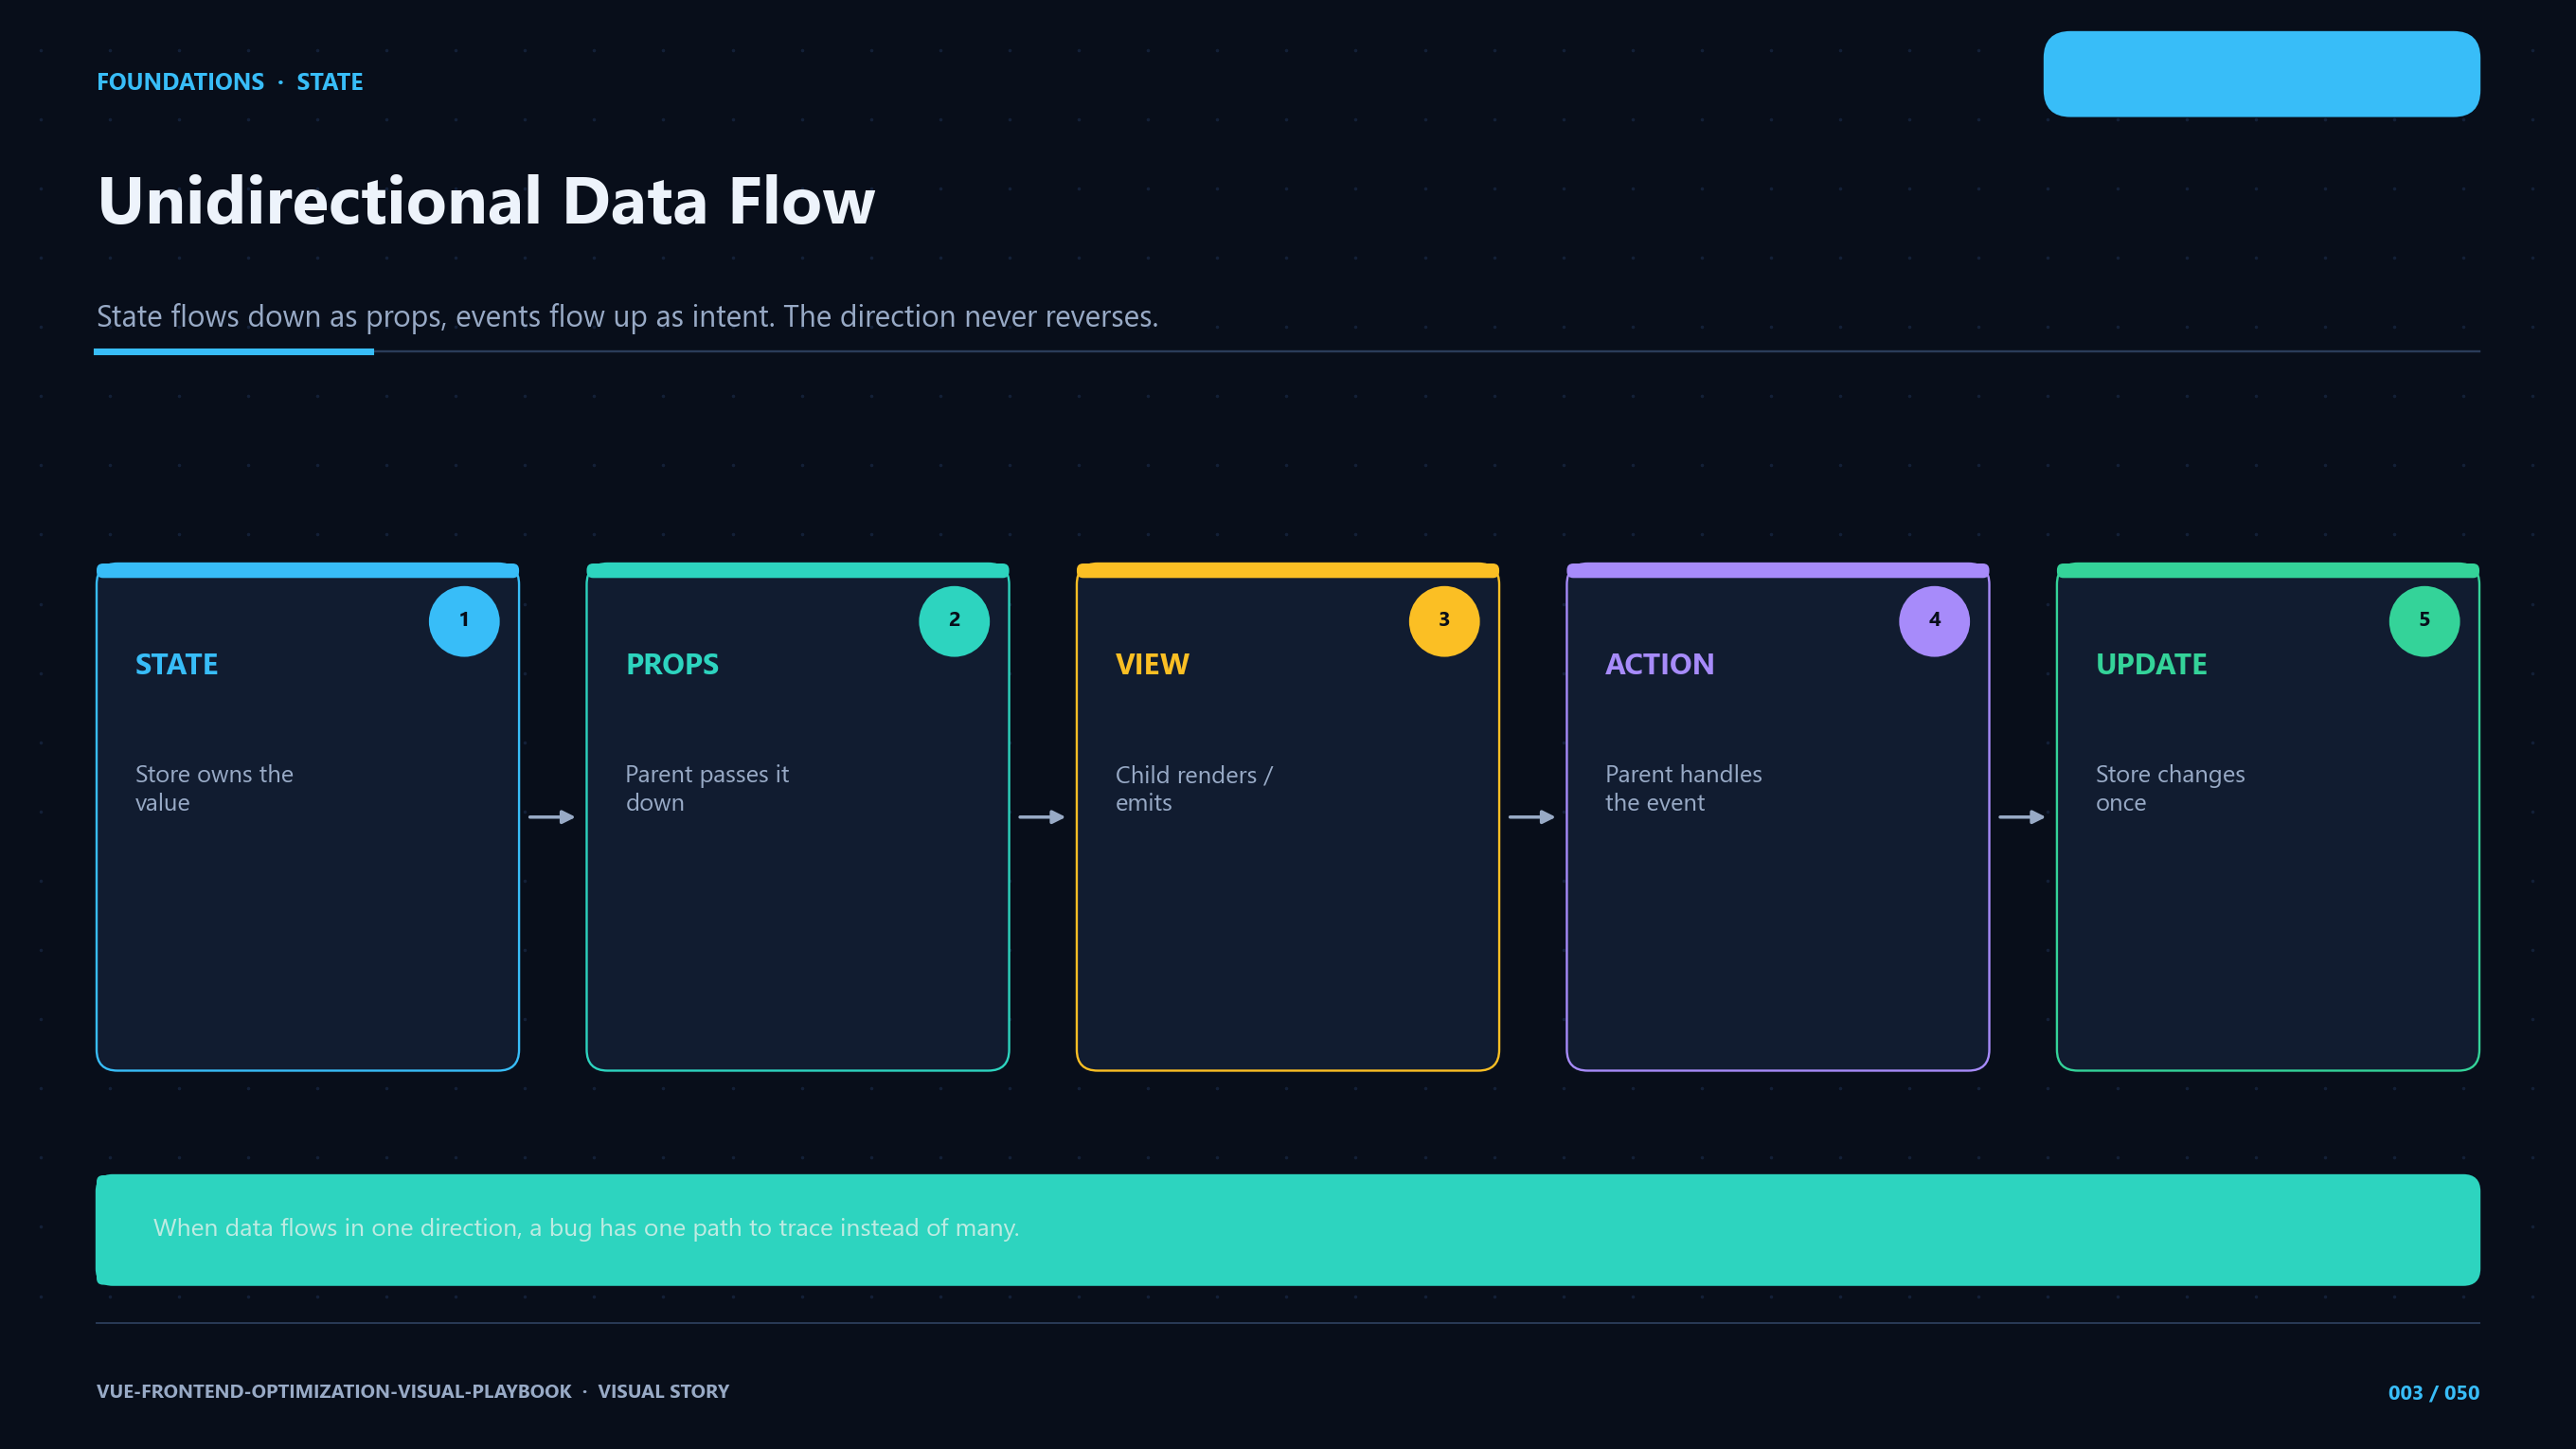 FOUNDATIONS · STATE
Unidirectional Data Flow
State flows down as props, events flow up as intent. The direction never reverses.
1
STATE
Store owns the
value
2
PROPS
Parent passes it
down
3
VIEW
Child renders /
emits
4
ACTION
Parent handles
the event
5
UPDATE
Store changes
once
When data flows in one direction, a bug has one path to trace instead of many.
VUE-FRONTEND-OPTIMIZATION-VISUAL-PLAYBOOK · VISUAL STORY
003 / 050